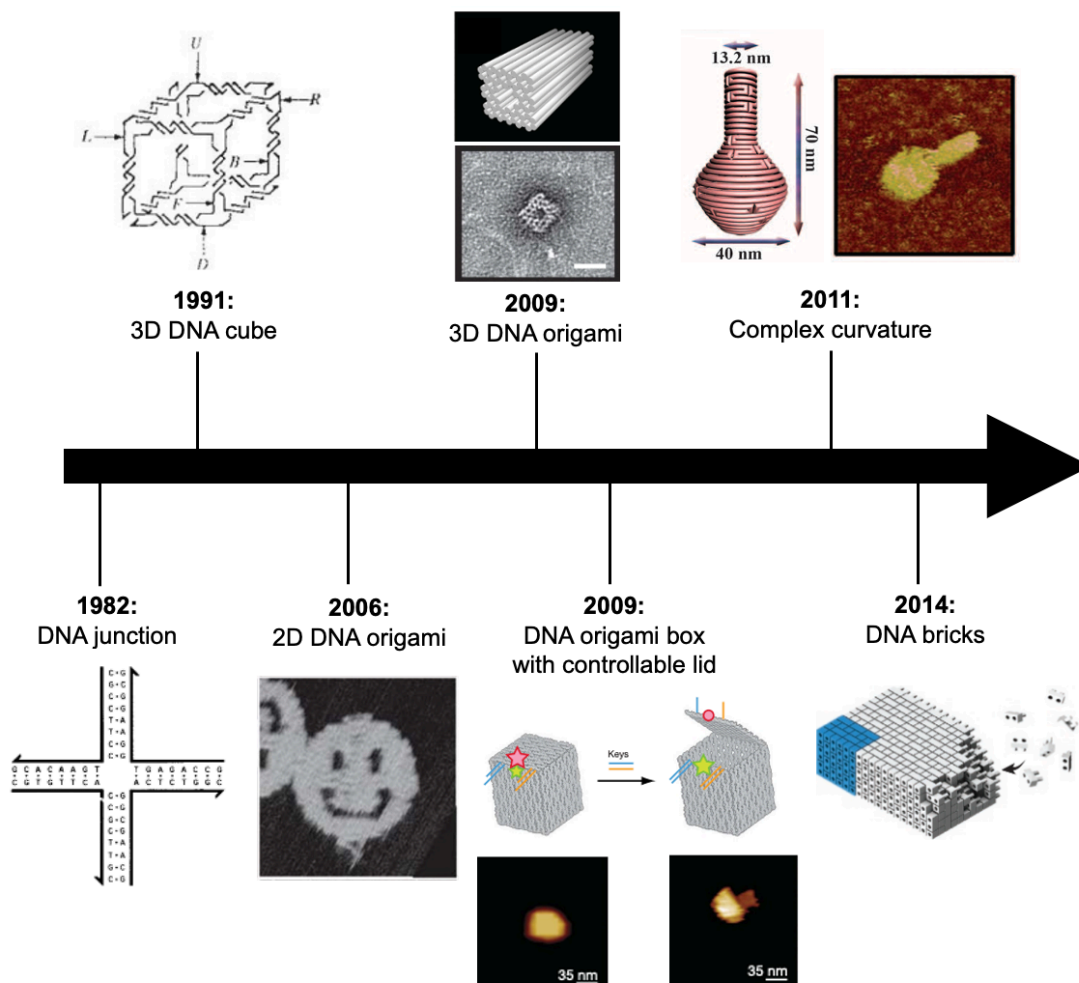 U
R
L
B
F
D
13.2 nm
70 nm
40 nm
1991:
3D DNA cube
2009:
3D DNA origami
2011:
Complex curvature
1982:
DNA junction
2006:
2D DNA origami
2009:
DNA origami box
with controllable lid
2014:
DNA bricks
G C A C A A G T T G A G A C C G
C G T G T T C A A C T C T G G C
Keys
35 nm
35 nm